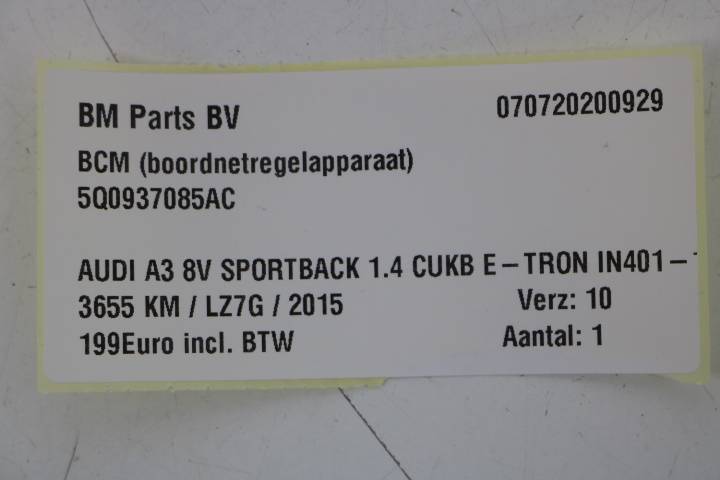 BM Parts BV 070720200929
BCM (boordnetregelapparaat)
5Q0937085AC
AUDI A3 8V SPORTBACK 1.4 CUKB E-TRON IN401-
3655 KM / LZ7G / 2015 Verz: 10
199Euro incl. BTW Aantal: 1